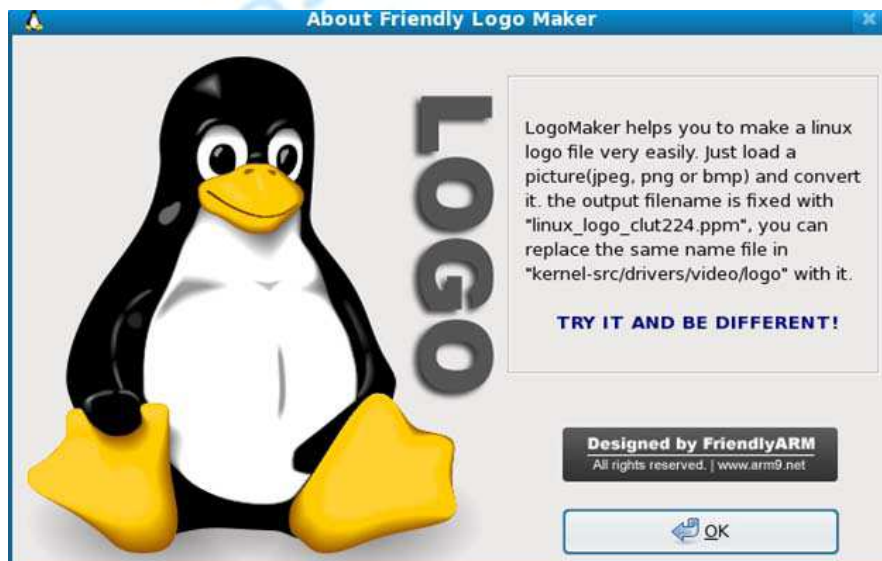 About Friendly Logo Maker
LOGO
LogoMaker helps you to make a linux
logo file very easily. Just load a
picture(jpeg, png or bmp) and convert
it. the output filename is fixed with
"linux_logo_clut224.ppm", you can
replace the same name file in
"kernel-src/drivers/video/logo" with it.
TRY IT AND BE DIFFERENT!
Designed by FriendlyARM
All rights reserved. | www.arm9.net
OK